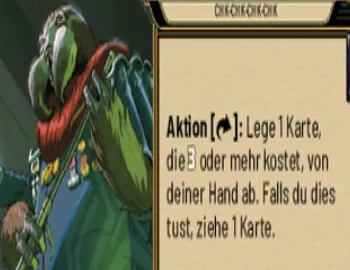 CHK-CHK-CHK-CHK
Aktion [↷]: Lege 1 Karte,
die 3 oder mehr kostet, von
deiner Hand ab. Falls du dies
tust, ziehe 1 Karte.